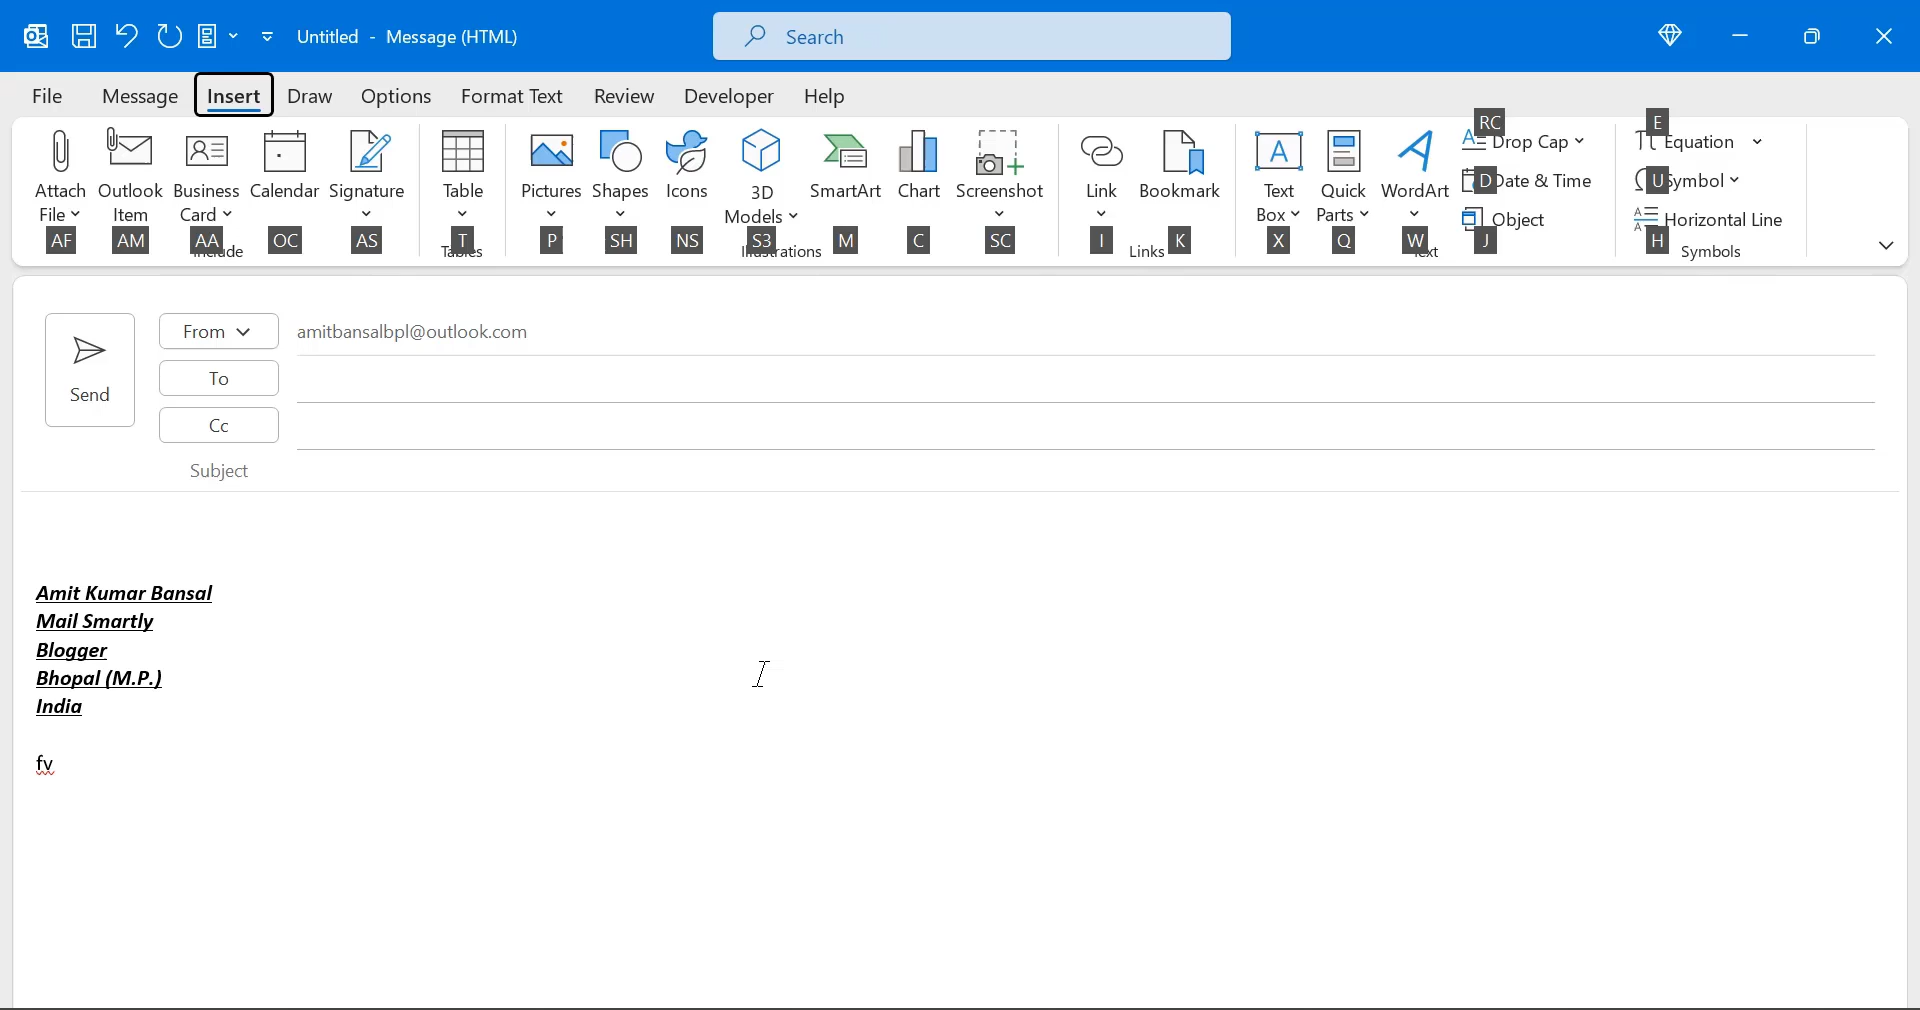 Untitled - Message (HTML)
Search
File Message Insert Draw Options Format Text Review Developer Help
Attach File AF
Outlook Item AM
Business Card AA
Calendar OC
Signature AS
Include
Table T
Tables
Pictures P
Shapes SH
Icons NS
3D Models S3
SmartArt M
Chart C
Screenshot SC
Illustrations
Link I
Bookmark K
Links
Text Box X
Quick Parts Q
WordArt W
RC Drop Cap
D Date & Time
J Object
Text
E Equation
U Symbol
H Horizontal Line
Symbols
Send
From amitbansalbpl@outlook.com
To
Cc
Subject
Amit Kumar Bansal
Mail Smartly
Blogger
Bhopal (M.P.)
India
fv